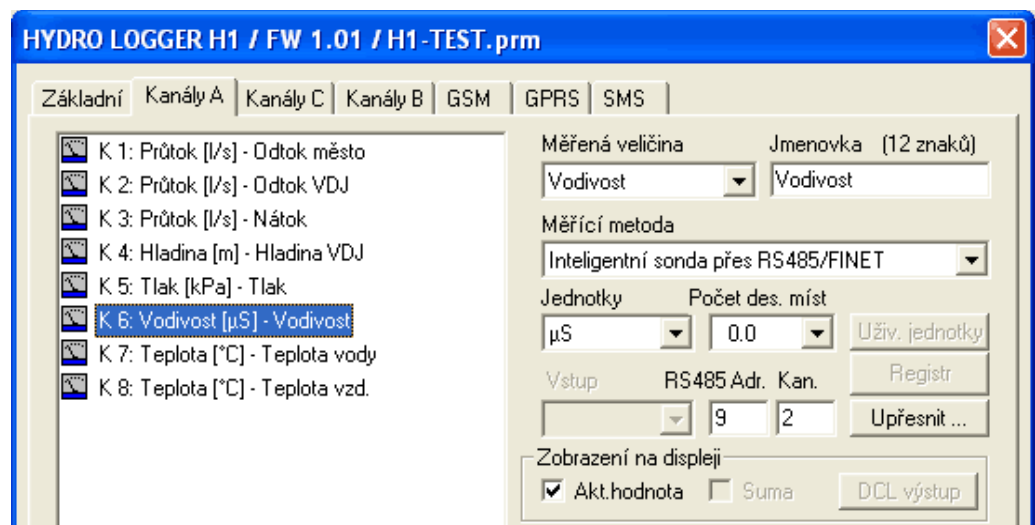 HYDRO LOGGER H1 / FW 1.01 / H1-TEST.prm
Základní Kanály A Kanály C Kanály B GSM GPRS SMS
K 1: Průtok [l/s] - Odtok město
K 2: Průtok [l/s] - Odtok VDJ
K 3: Průtok [l/s] - Nátok
K 4: Hladina [m] - Hladina VDJ
K 5: Tlak [kPa] - Tlak
K 6: Vodivost [µS] - Vodivost
K 7: Teplota [°C] - Teplota vody
K 8: Teplota [°C] - Teplota vzd.
Měřená veličina Jmenovka (12 znaků)
Vodivost Vodivost
Měřící metoda
Inteligentní sonda přes RS485/FINET
Jednotky Počet des. míst
µS 0.0 Uživ. jednotky
Vstup RS485 Adr. Kan. Registr
9 2 Upřesnit ...
Zobrazení na displeji
Akt.hodnota Suma DCL výstup